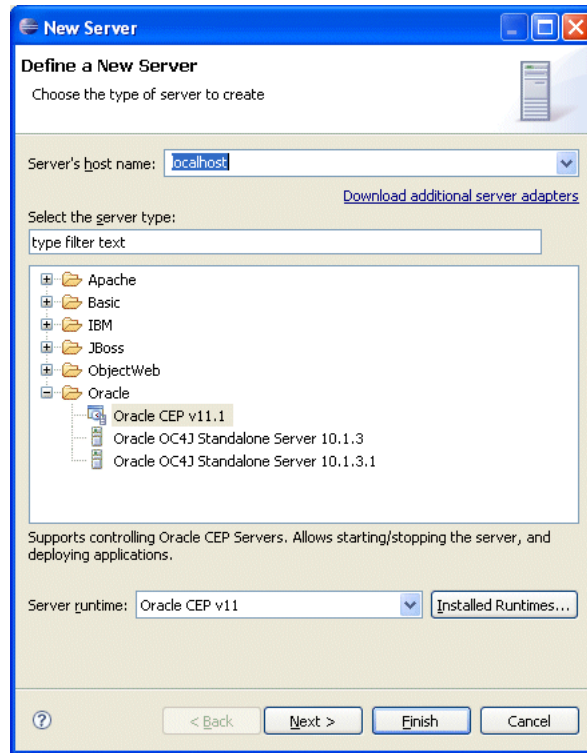 New Server
Define a New Server
Choose the type of server to create
Server's host name: localhost
Download additional server adapters
Select the server type:
type filter text
Apache
Basic
IBM
JBoss
ObjectWeb
Oracle
Oracle CEP v11.1
Oracle OC4J Standalone Server 10.1.3
Oracle OC4J Standalone Server 10.1.3.1
Supports controlling Oracle CEP Servers. Allows starting/stopping the server, and
deploying applications.
Server runtime: Oracle CEP v11 Installed Runtimes...
? < Back Next > Finish Cancel